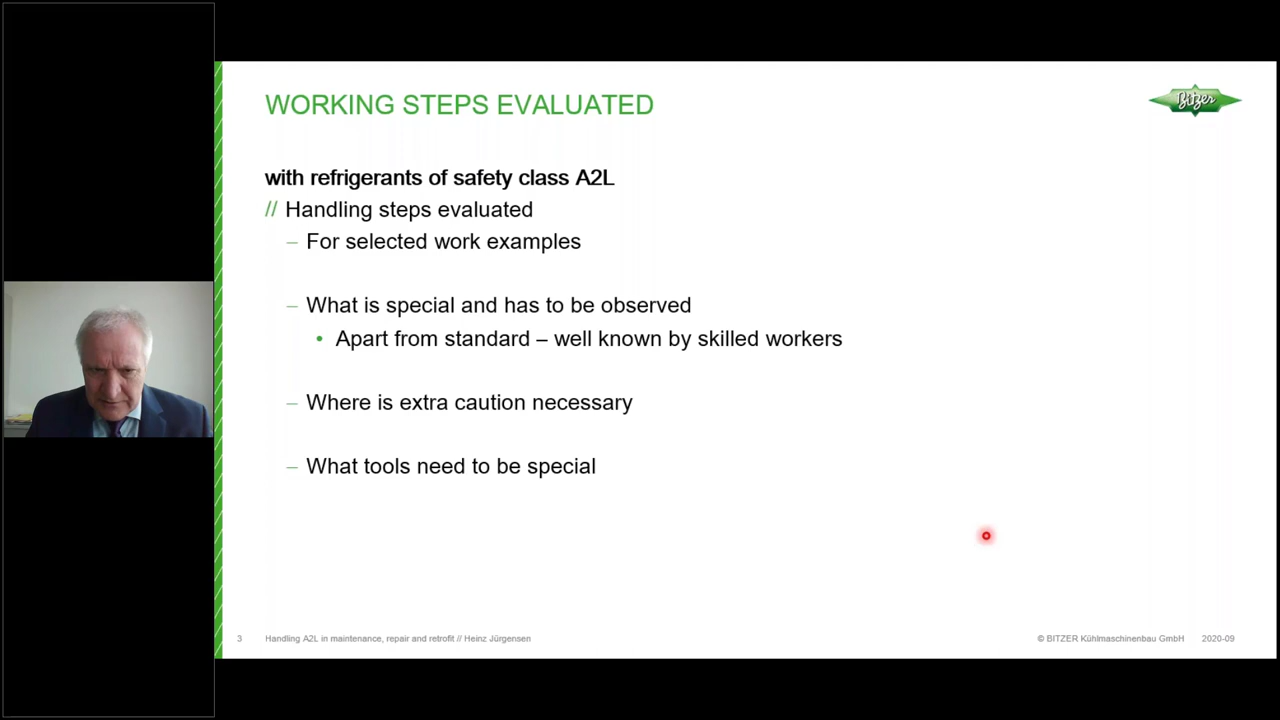 WORKING STEPS EVALUATED
Bitzer
with refrigerants of safety class A2L
// Handling steps evaluated
– For selected work examples
– What is special and has to be observed
• Apart from standard – well known by skilled workers
– Where is extra caution necessary
– What tools need to be special
3 Handling A2L in maintenance, repair and retrofit // Heinz Jürgensen © BITZER Kühlmaschinenbau GmbH 2020-09